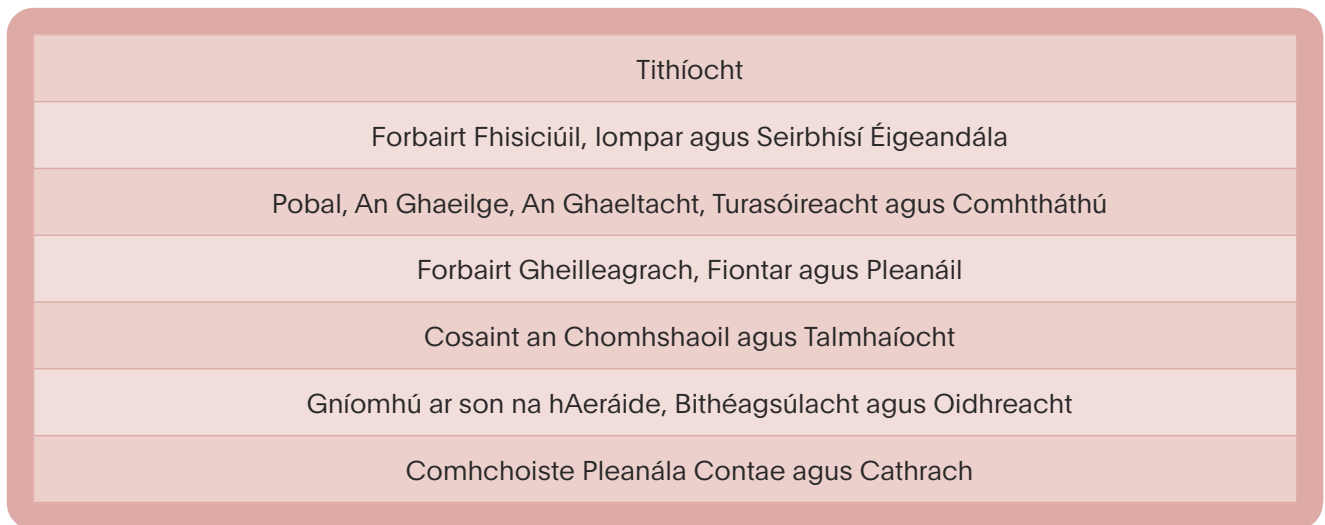 Tithíocht
Forbairt Fhisiciúil, Iompar agus Seirbhísí Éigeandála
Pobal, An Ghaeilge, An Ghaeltacht, Turasóireacht agus Comhtháthú
Forbairt Gheilleagrach, Fiontar agus Pleanáil
Cosaint an Chomhshaoil agus Talmhaíocht
Gníomhú ar son na hAeráide, Bithéagsúlacht agus Oidhreacht
Comhchoiste Pleanála Contae agus Cathrach